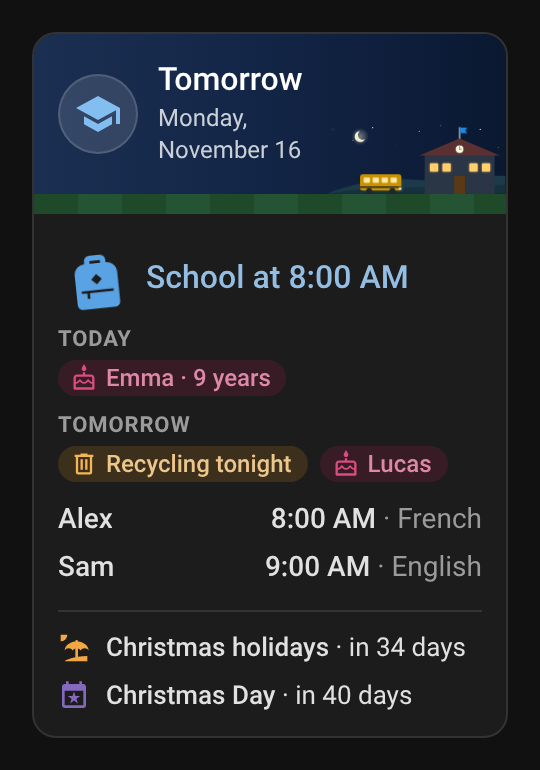 Tomorrow
Monday,
November 16
School at 8:00 AM
TODAY
Emma · 9 years
TOMORROW
Recycling tonight
Lucas
Alex 8:00 AM · French
Sam 9:00 AM · English
Christmas holidays · in 34 days
Christmas Day · in 40 days